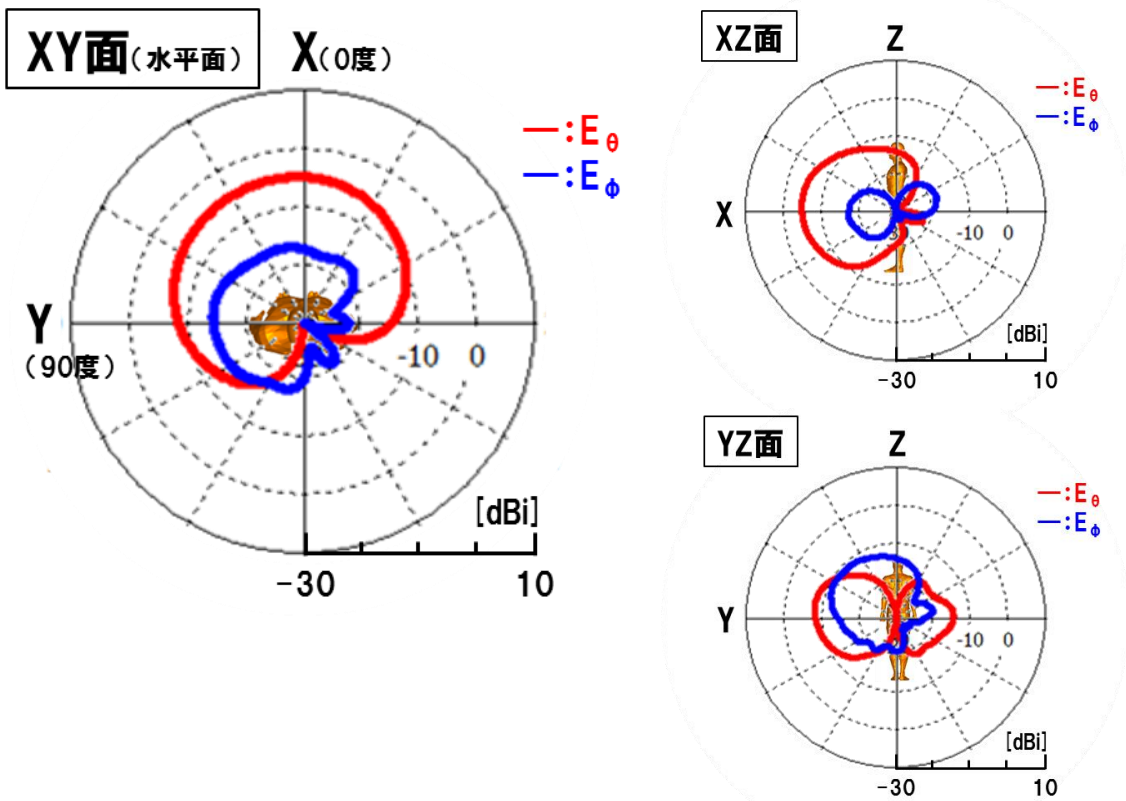 XY面(水平面)
X(0度)
—:Eθ
—:EΦ
Y
(90度)
-10 0
[dBi]
-30 10
XZ面
Z
—:Eθ
—:EΦ
X
-10 0
[dBi]
-30 10
YZ面
Z
—:Eθ
—:EΦ
Y
-10 0
[dBi]
-30 10